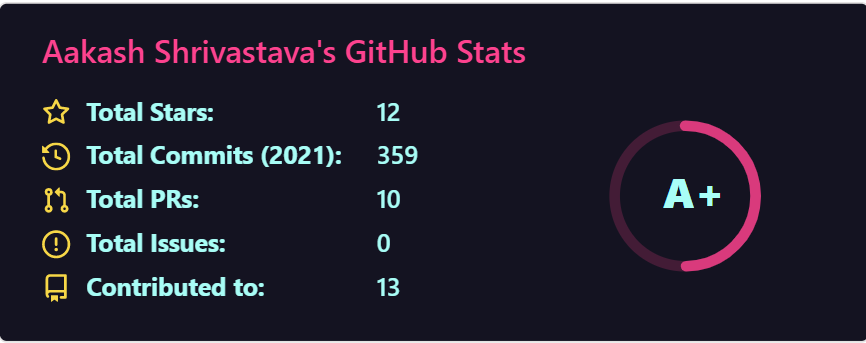 Aakash Shrivastava's GitHub Stats
Total Stars: 12
Total Commits (2021): 359
Total PRs: 10
Total Issues: 0
Contributed to: 13
A+